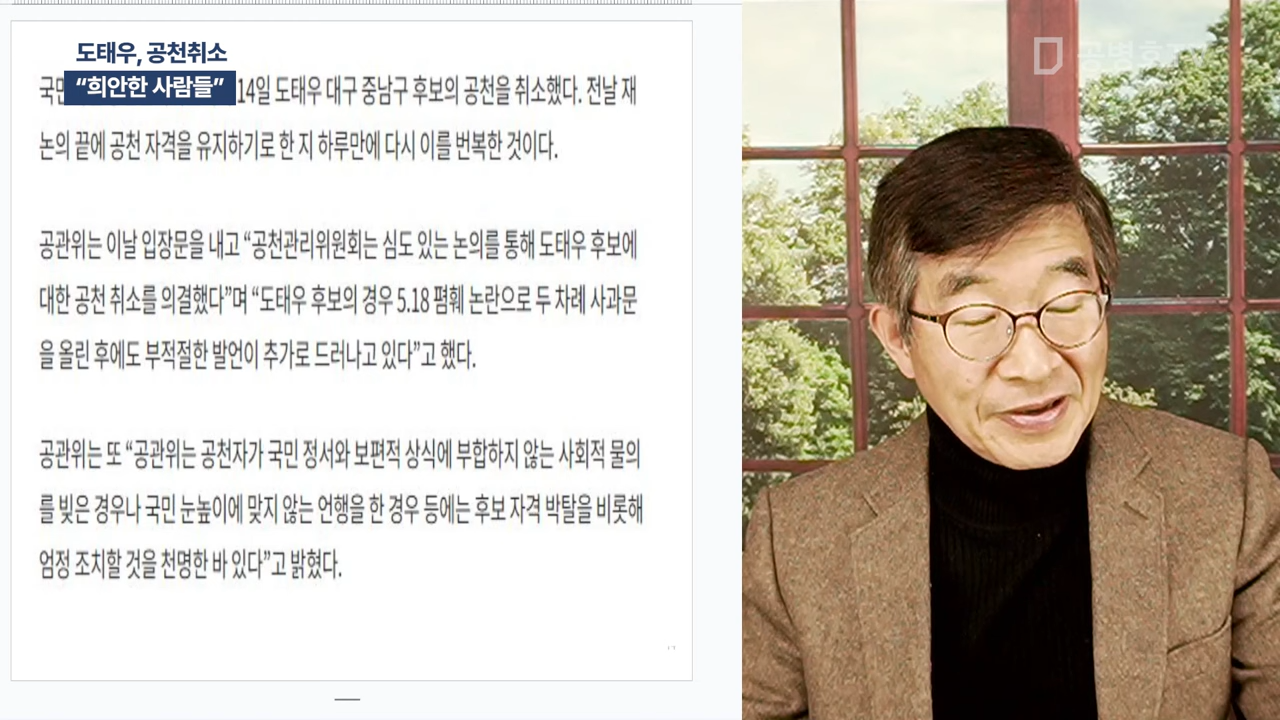 도태우, 공천취소
“희안한 사람들”
국민 14일 도태우 대구 중남구 후보의 공천을 취소했다. 전날 재
논의 끝에 공천 자격을 유지하기로 한 지 하루만에 다시 이를 번복한 것이다.
공관위는 이날 입장문을 내고 “공천관리위원회는 심도 있는 논의를 통해 도태우 후보에
대한 공천 취소를 의결했다”며 “도태우 후보의 경우 5.18 폄훼 논란으로 두 차례 사과문
을 올린 후에도 부적절한 발언이 추가로 드러나고 있다”고 했다.
공관위는 또 “공관위는 공천자가 국민 정서와 보편적 상식에 부합하지 않는 사회적 물의
를 빚은 경우나 국민 눈높이에 맞지 않는 언행을 한 경우 등에는 후보 자격 박탈을 비롯해
엄정 조치할 것을 천명한 바 있다”고 밝혔다.